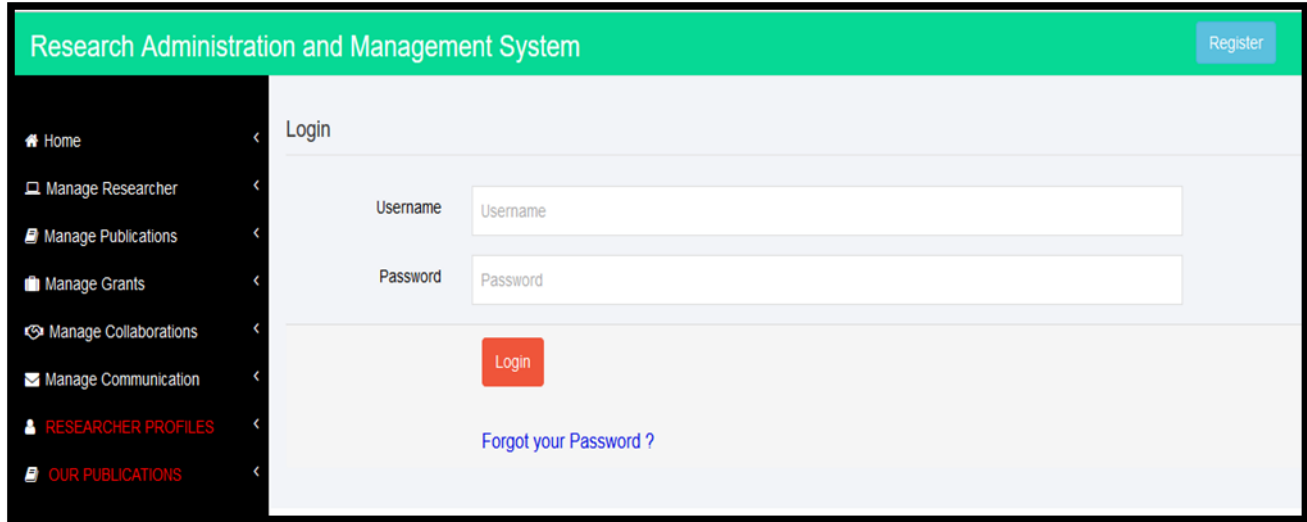 Research Administration and Management System
Register
Home
Manage Researcher
Manage Publications
Manage Grants
Manage Collaborations
Manage Communication
RESEARCHER PROFILES
OUR PUBLICATIONS
Login
Username Username
Password Password
Login
Forgot your Password ?